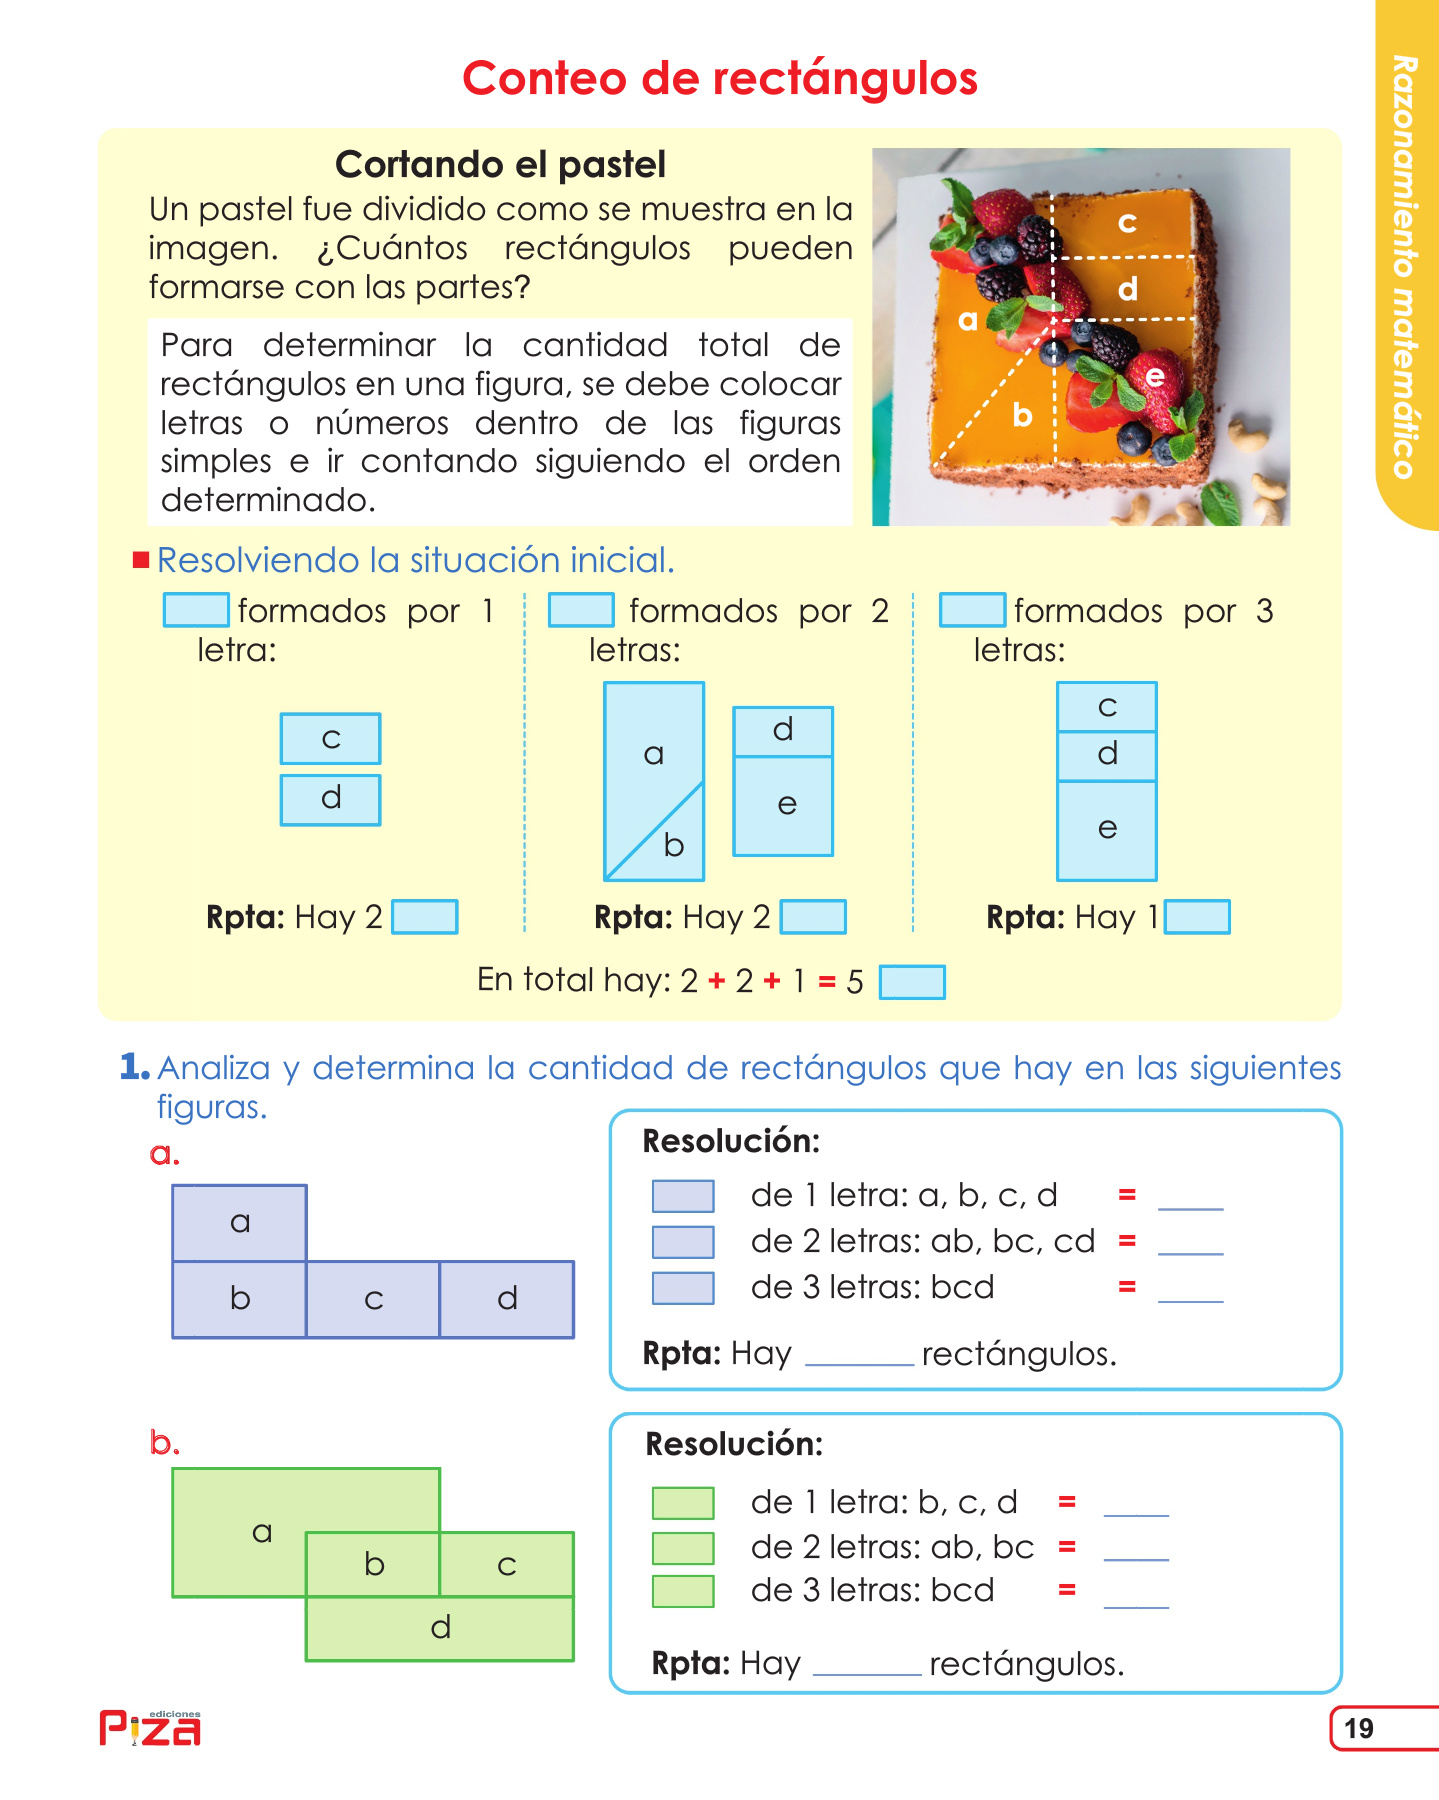 Conteo de rectángulos
Razonamiento matemático
Cortando el pastel
Un pastel fue dividido como se muestra en la
imagen. ¿Cuántos rectángulos pueden
formarse con las partes?
Para determinar la cantidad total de
rectángulos en una figura, se debe colocar
letras o números dentro de las figuras
simples e ir contando siguiendo el orden
determinado.
c
d
a
e
b
Resolviendo la situación inicial.
formados por 1
letra:
c
d
Rpta: Hay 2
formados por 2
letras:
a
b
d
e
Rpta: Hay 2
formados por 3
letras:
c
d
e
Rpta: Hay 1
En total hay: 2 + 2 + 1 = 5
1. Analiza y determina la cantidad de rectángulos que hay en las siguientes
figuras.
a.
a
b c d
Resolución:
de 1 letra: a, b, c, d = ____
de 2 letras: ab, bc, cd = ____
de 3 letras: bcd = ____
Rpta: Hay ______ rectángulos.
b.
a
b c
d
Resolución:
de 1 letra: b, c, d = ____
de 2 letras: ab, bc = ____
de 3 letras: bcd = ____
Rpta: Hay ______ rectángulos.
ediciones
Piza
19